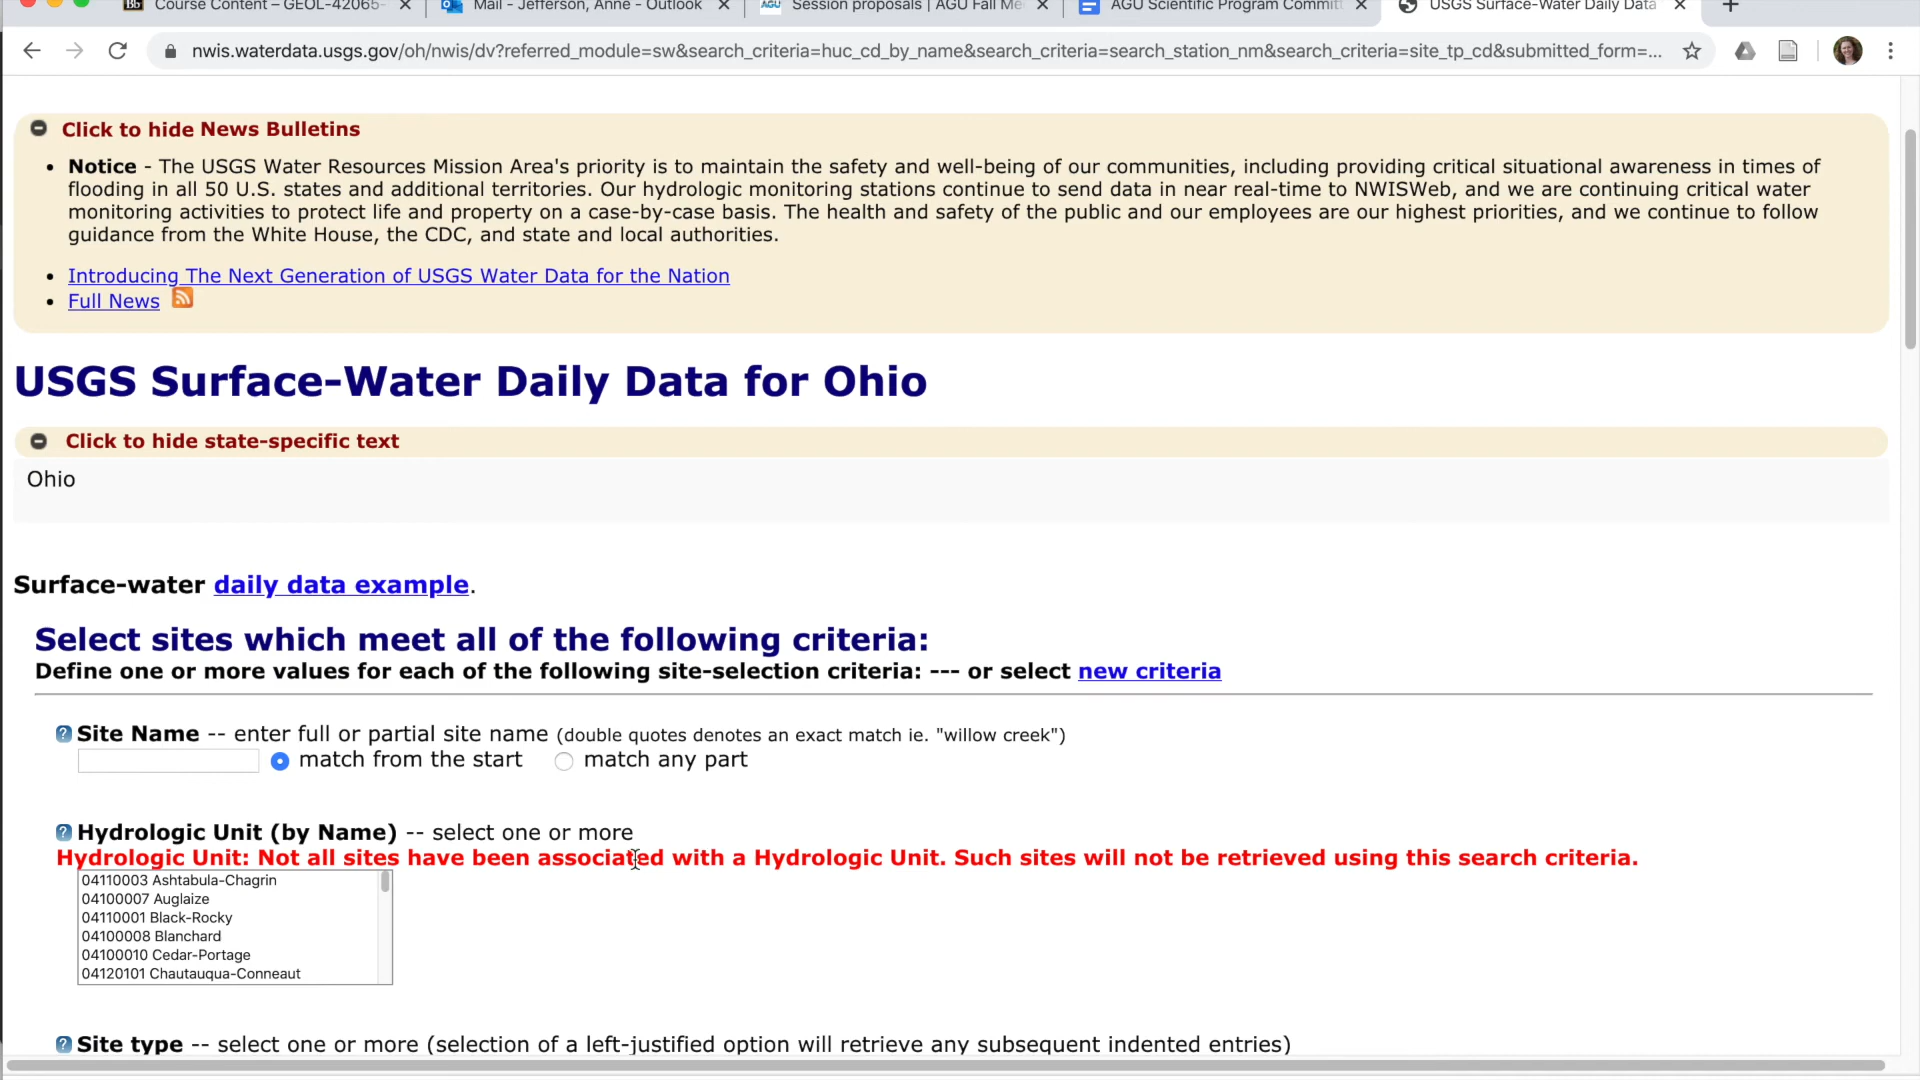 Course Content – GEOL-42065-
Mail - Jefferson, Anne - Outlook
Session proposals | AGU Fall Me
AGU Scientific Program Committ
USGS Surface-Water Daily Data
nwis.waterdata.usgs.gov/oh/nwis/dv?referred_module=sw&search_criteria=huc_cd_by_name&search_criteria=search_station_nm&search_criteria=site_tp_cd&submitted_form=...
Click to hide News Bulletins
• Notice - The USGS Water Resources Mission Area's priority is to maintain the safety and well-being of our communities, including providing critical situational awareness in times of
flooding in all 50 U.S. states and additional territories. Our hydrologic monitoring stations continue to send data in near real-time to NWISWeb, and we are continuing critical water
monitoring activities to protect life and property on a case-by-case basis. The health and safety of the public and our employees are our highest priorities, and we continue to follow
guidance from the White House, the CDC, and state and local authorities.
• Introducing The Next Generation of USGS Water Data for the Nation
• Full News
USGS Surface-Water Daily Data for Ohio
Click to hide state-specific text
Ohio
Surface-water daily data example.
Select sites which meet all of the following criteria:
Define one or more values for each of the following site-selection criteria: --- or select new criteria
Site Name -- enter full or partial site name (double quotes denotes an exact match ie. "willow creek")
match from the start match any part
Hydrologic Unit (by Name) -- select one or more
Hydrologic Unit: Not all sites have been associated with a Hydrologic Unit. Such sites will not be retrieved using this search criteria.
04110003 Ashtabula-Chagrin
04100007 Auglaize
04110001 Black-Rocky
04100008 Blanchard
04100010 Cedar-Portage
04120101 Chautauqua-Conneaut
Site type -- select one or more (selection of a left-justified option will retrieve any subsequent indented entries)